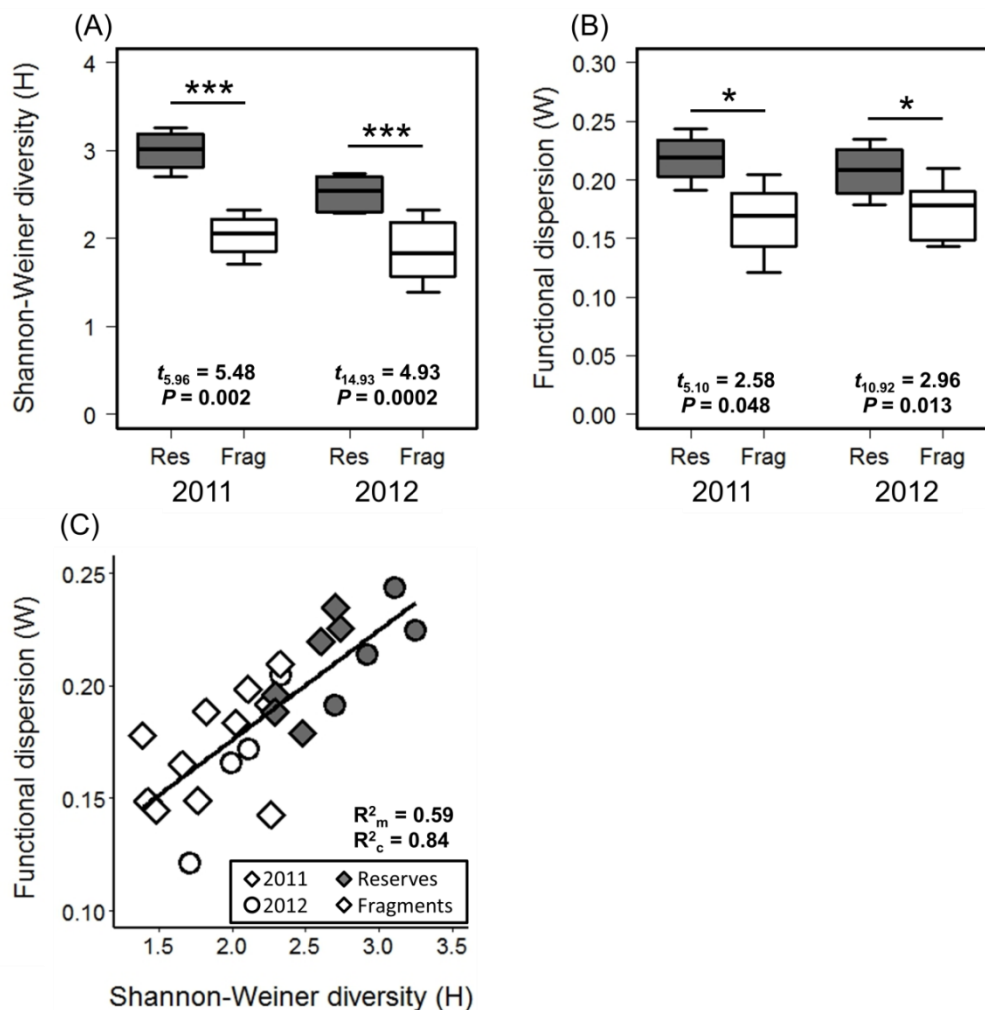 (A)
Shannon-Weiner diversity (H)
4
3
2
1
0
***
***
t5.96 = 5.48
P = 0.002
t14.93 = 4.93
P = 0.0002
Res Frag Res Frag
2011 2012
(B)
Functional dispersion (W)
0.30
0.25
0.20
0.15
0.10
0.05
0.00
*
*
t5.10 = 2.58
P = 0.048
t10.92 = 2.96
P = 0.013
Res Frag Res Frag
2011 2012
(C)
Functional dispersion (W)
0.25
0.20
0.15
0.10
R²m = 0.59
R²c = 0.84
2011 Reserves
2012 Fragments
1.5 2.0 2.5 3.0 3.5
Shannon-Weiner diversity (H)